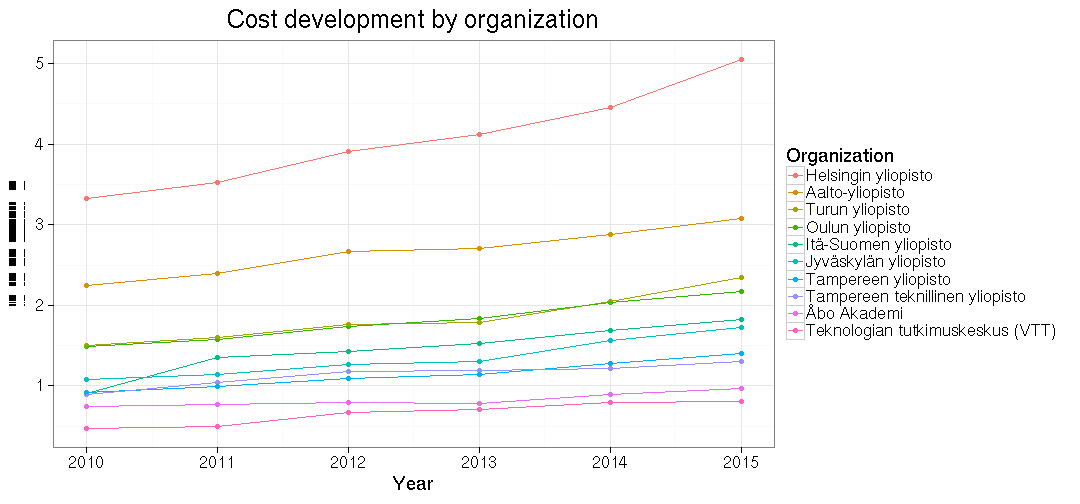 Cost development by organization
5
4
3
2
1
2010 2011 2012 2013 2014 2015
Year
Organization
Helsingin yliopisto
Aalto-yliopisto
Turun yliopisto
Oulun yliopisto
Itä-Suomen yliopisto
Jyväskylän yliopisto
Tampereen yliopisto
Tampereen teknillinen yliopisto
Åbo Akademi
Teknologian tutkimuskeskus (VTT)